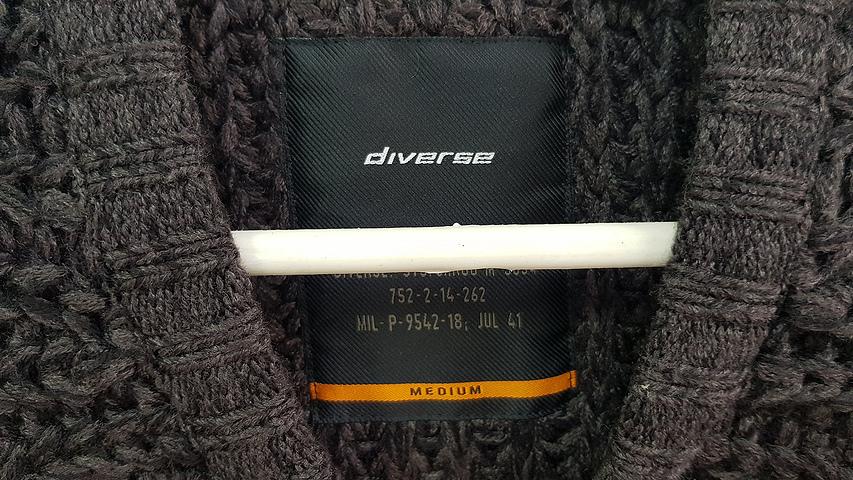 diverse
752-2-14-262
MIL-P-9542-18, JUL 41
MEDIUM